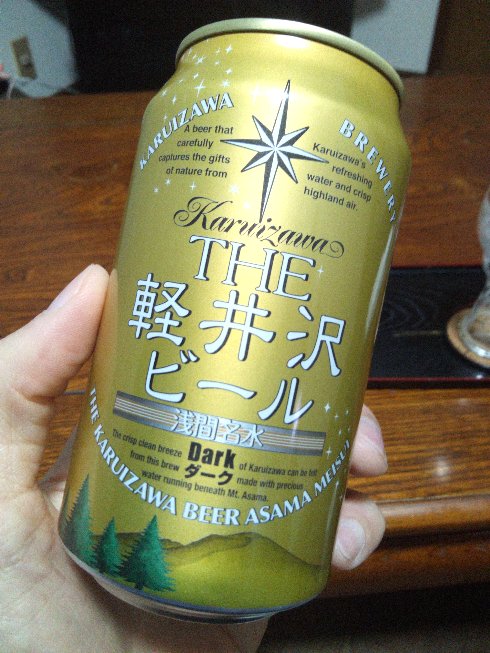 KARUIZAWA BREWERY
A beer that
carefully
captures the gifts
of nature from
Karuizawa's
refreshing
water and crisp
highland air.
Karuizawa
THE
軽井沢
ビール
浅間名水
The crisp clean breeze Dark of Karuizawa can be felt
from this brew ダーク made with precious
water running beneath Mt. Asama.
THE KARUIZAWA BEER ASAMA MEISUI